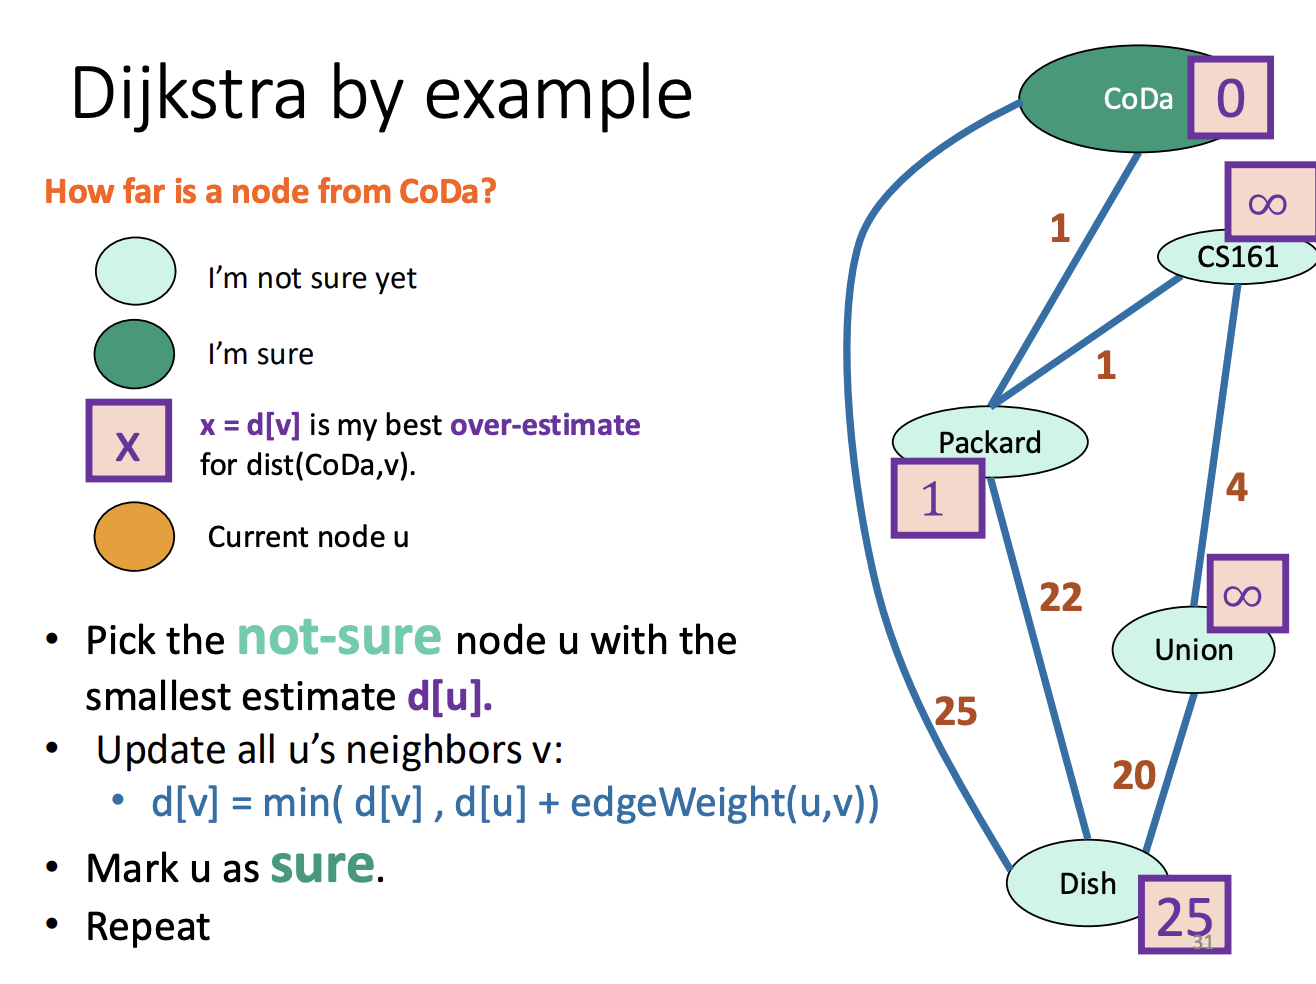 Dijkstra by example
How far is a node from CoDa?
I'm not sure yet
I'm sure
x
x = d[v] is my best over-estimate
for dist(CoDa,v).
Current node u
• Pick the not-sure node u with the
smallest estimate d[u].
• Update all u's neighbors v:
• d[v] = min( d[v] , d[u] + edgeWeight(u,v))
• Mark u as sure.
• Repeat
CoDa
0
∞
CS161
1
1
Packard
1
4
22
∞
Union
25
20
Dish
25
31